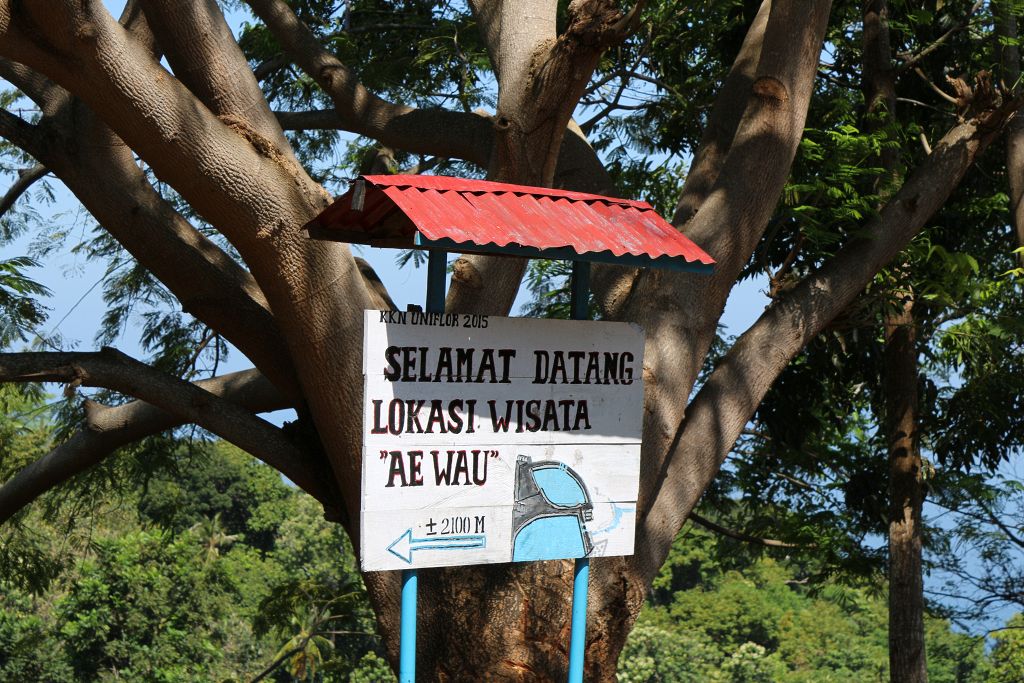 KKN UNIFLOR 2015
SELAMAT DATANG
LOKASI WISATA
"AE WAU"
± 2100 M